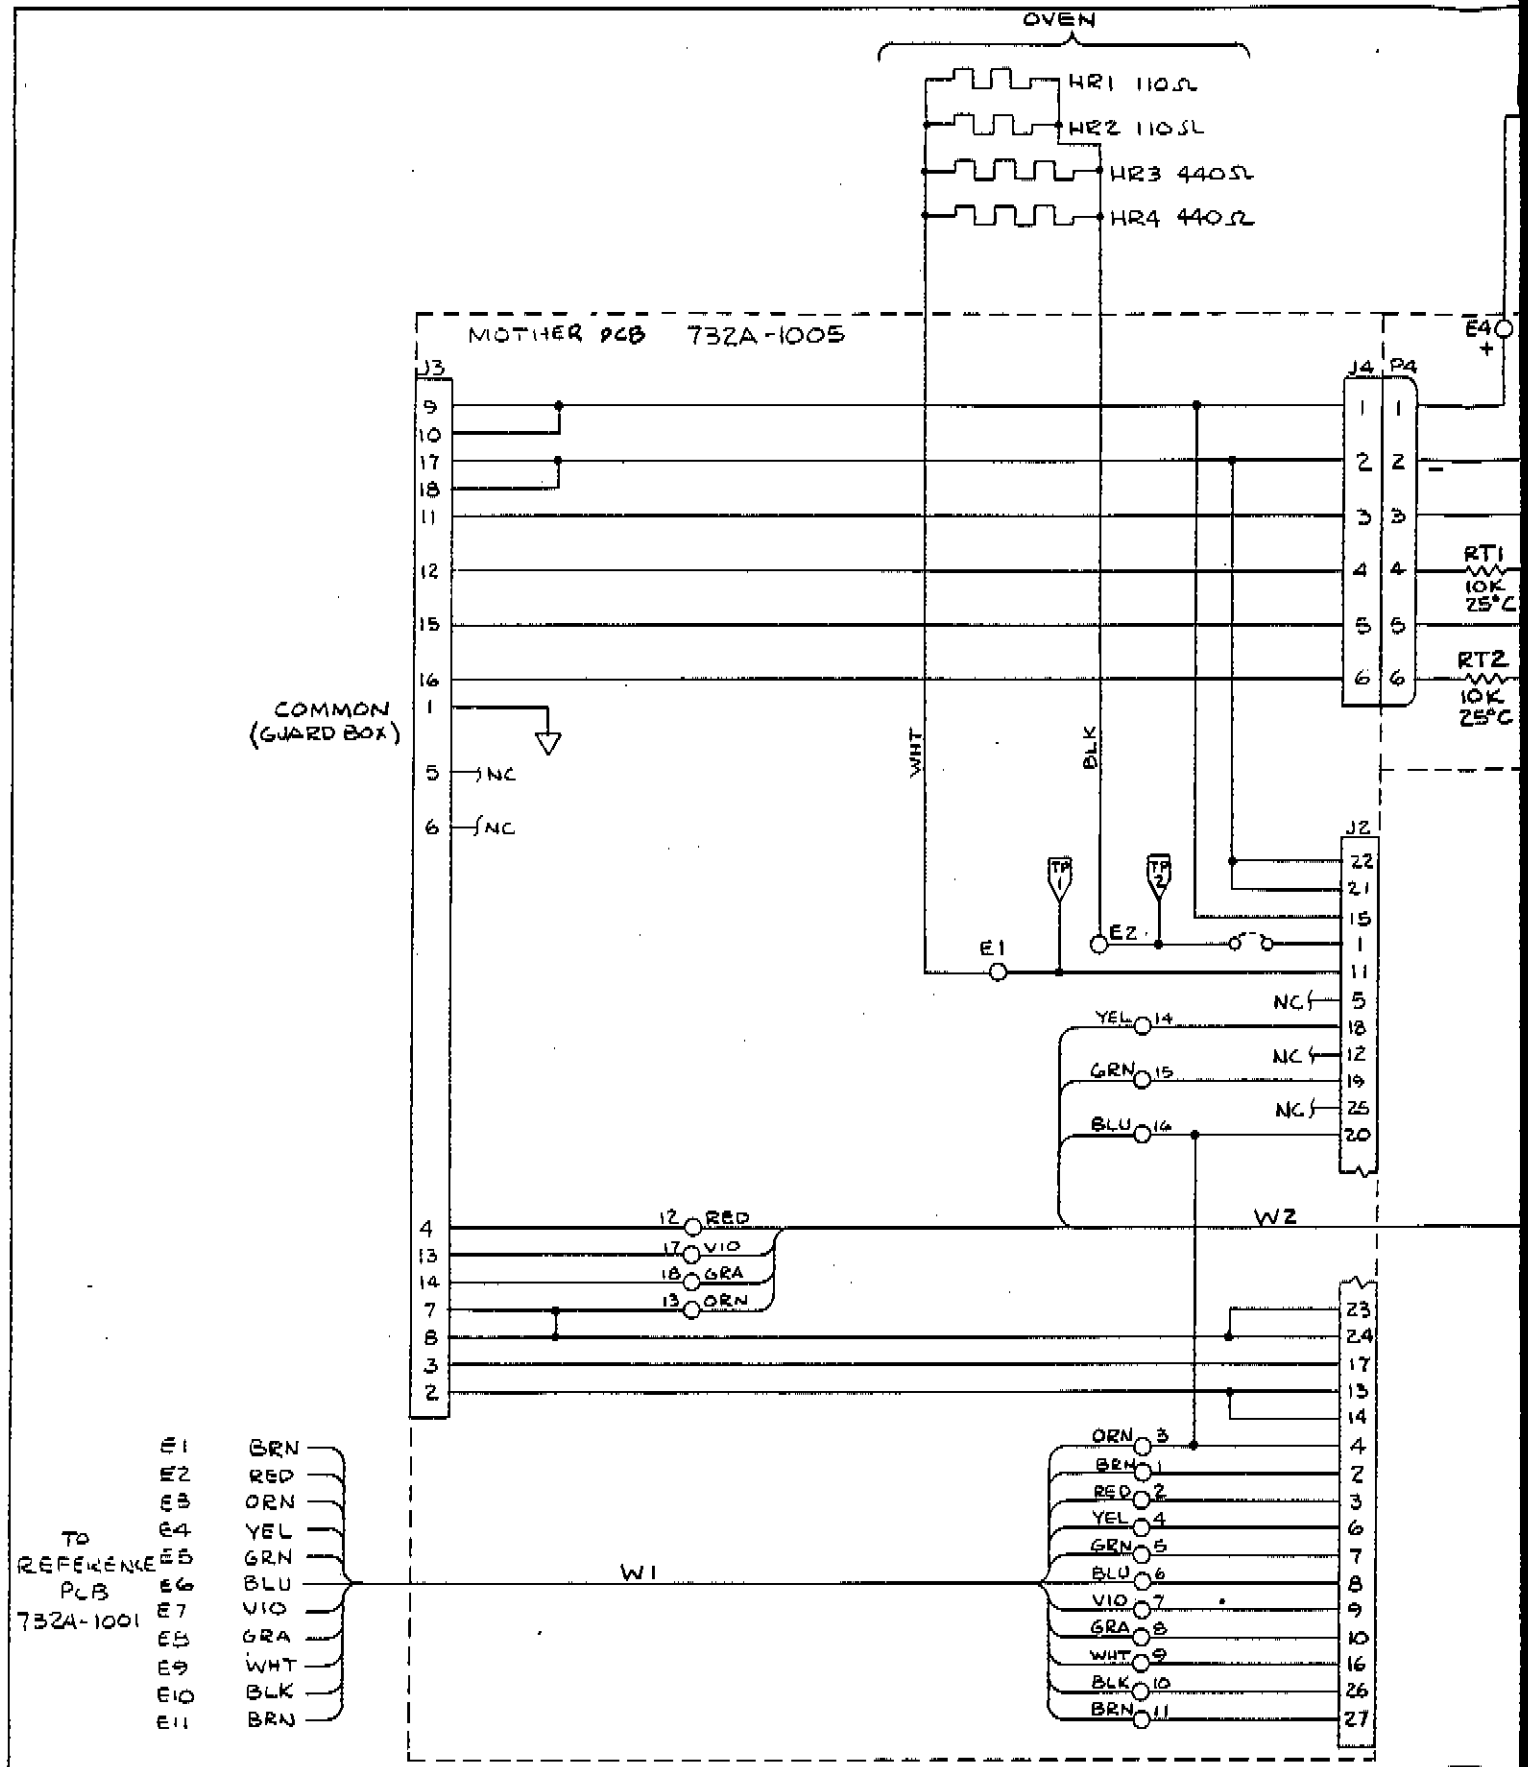 OVEN
HR1 110Ω
HR2 110Ω
HR3 440Ω
HR4 440Ω
MOTHER PCB 732A-1005
E4
+
J3
J4 P4
9
1 1
10
17
2 2 -
18
11
3 3
12
4 4
RT1
10K
25°C
15
5 5
16
6 6
RT2
10K
25°C
COMMON
(GUARD BOX)
1
WHT
BLK
5 NC
6 NC
J2
22
TP
1
TP
2
21
15
E2
1
E1
11
NC 5
YEL 14
18
NC 12
GRN 15
19
NC 25
BLU 16
20
4
12 RED
W2
13
17 VIO
14
18 GRA
7
13 ORN
23
8
24
3
17
2
13
14
E1 BRN
ORN 3
4
E2 RED
BRN 1
2
E3 ORN
RED 2
3
E4 YEL
YEL 4
6
TO
REFERENCE
PCB
732A-1001
E5 GRN
GRN 5
7
E6 BLU
W1
BLU 6
8
E7 VIO
VIO 7
9
E8 GRA
GRA 8
10
E9 WHT
WHT 9
16
E10 BLK
BLK 10
26
E11 BRN
BRN 11
27